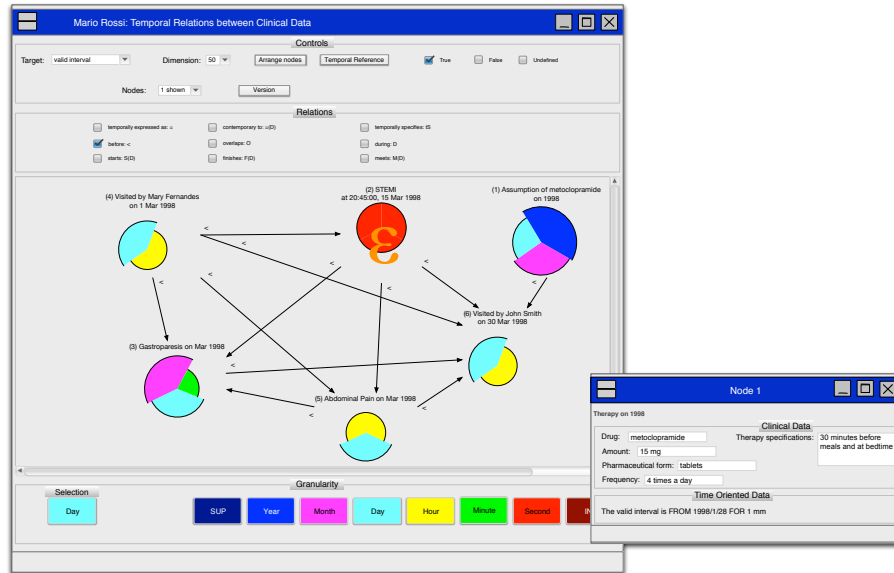 Mario Rossi: Temporal Relations between Clinical Data
Controls
Target: valid interval Dimension: 50 Arrange nodes Temporal Reference True False Undefined
Nodes: 1 shown Version
Relations
temporally expressed as: = contemporary to: =(D) temporally specifies: tS
before: < overlaps: O during: D
starts: S(D) finishes: F(D) meets: M(D)
(4) Visited by Mary Fernandes
on 1 Mar 1998
(2) STEMI
at 20:45:00, 15 Mar 1998
(1) Assumption of metoclopramide
on 1998
ε
< < < < < < < <
(6) Visited by John Smith
on 30 Mar 1998
(3) Gastroparesis on Mar 1998
<
(5) Abdominal Pain on Mar 1998
< <
Granularity
Selection
Day SUP Year Month Day Hour Minute Second IN
Node 1
Therapy on 1998
Clinical Data
Drug: metoclopramide Therapy specifications: 30 minutes before
meals and at bedtime
Amount: 15 mg
Pharmaceutical form: tablets
Frequency: 4 times a day
Time Oriented Data
The valid interval is FROM 1998/1/28 FOR 1 mm